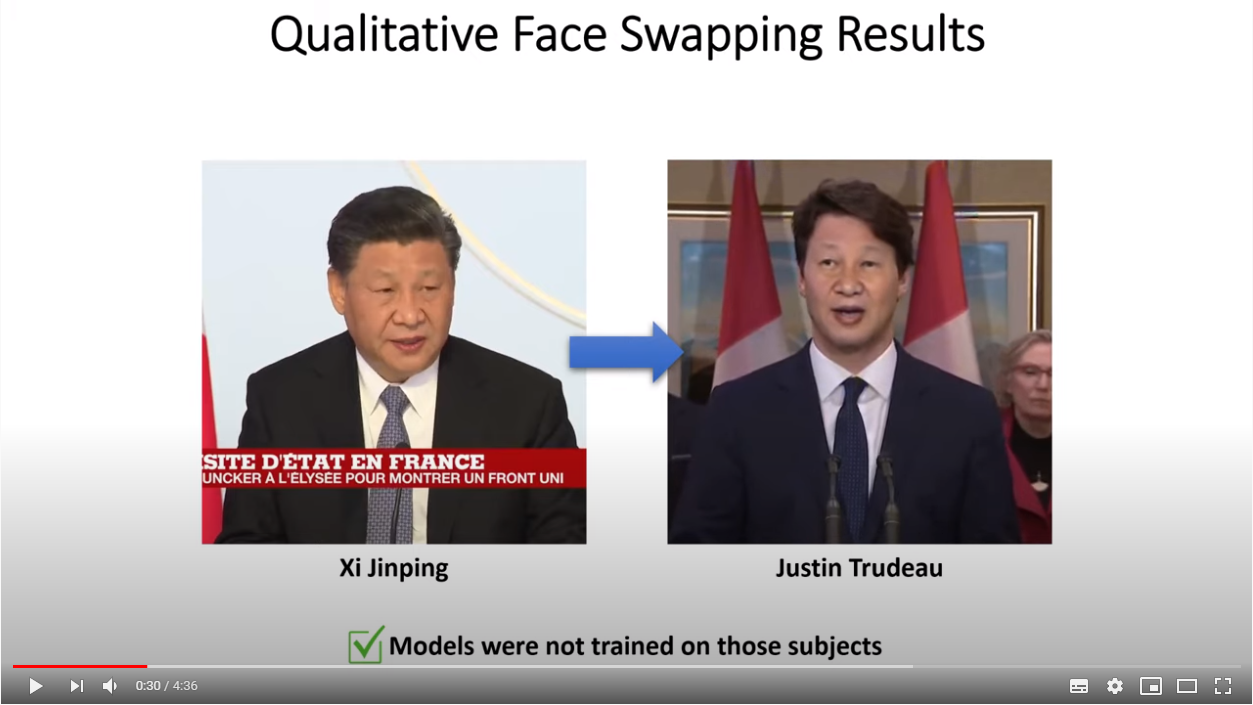 Qualitative Face Swapping Results
SITE D'ÉTAT EN FRANCE
UNCKER A L'ÉLYSÉE POUR MONTRER UN FRONT UNI
Xi Jinping
Justin Trudeau
Models were not trained on those subjects
0:30 / 4:36